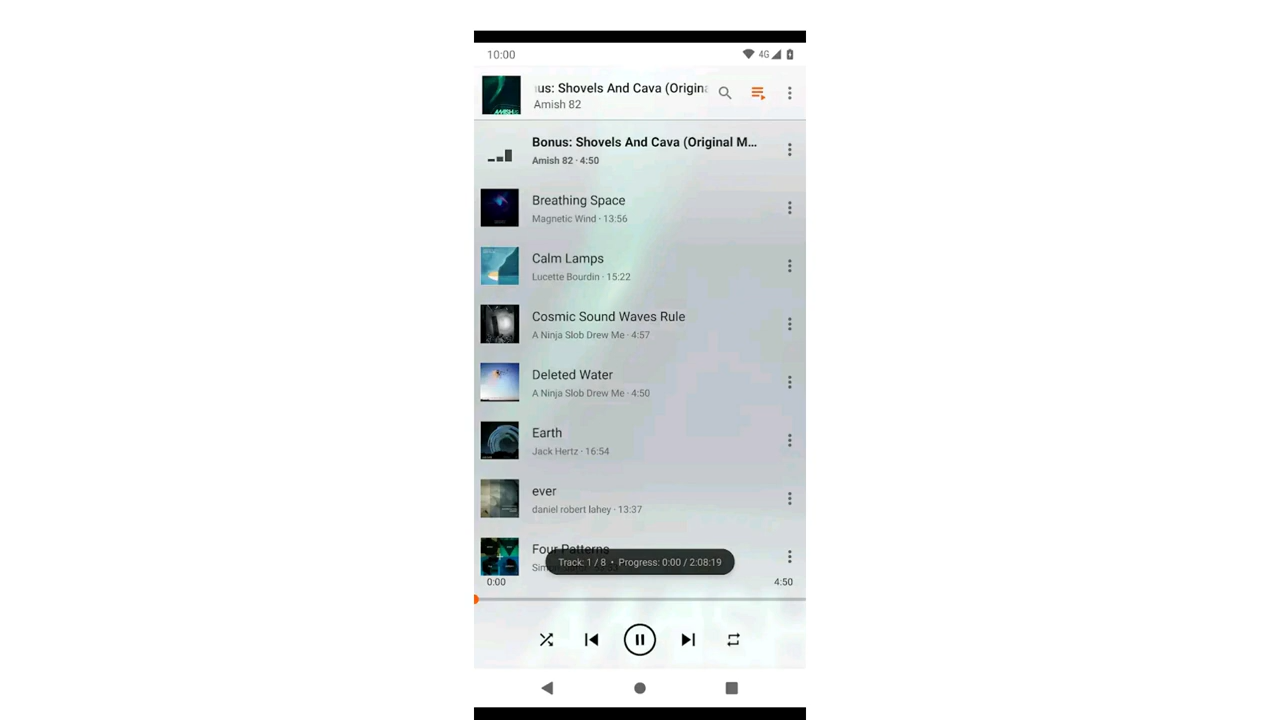 10:00
4G
us: Shovels And Cava (Origin
Amish 82
Bonus: Shovels And Cava (Original M...
Amish 82 · 4:50
Breathing Space
Magnetic Wind · 13:56
Calm Lamps
Lucette Bourdin · 15:22
Cosmic Sound Waves Rule
A Ninja Slob Drew Me · 4:57
Deleted Water
A Ninja Slob Drew Me · 4:50
Earth
Jack Hertz · 16:54
ever
daniel robert lahey · 13:37
Four Patterns
Track: 1 / 8 • Progress: 0:00 / 2:08:19
0:00
4:50